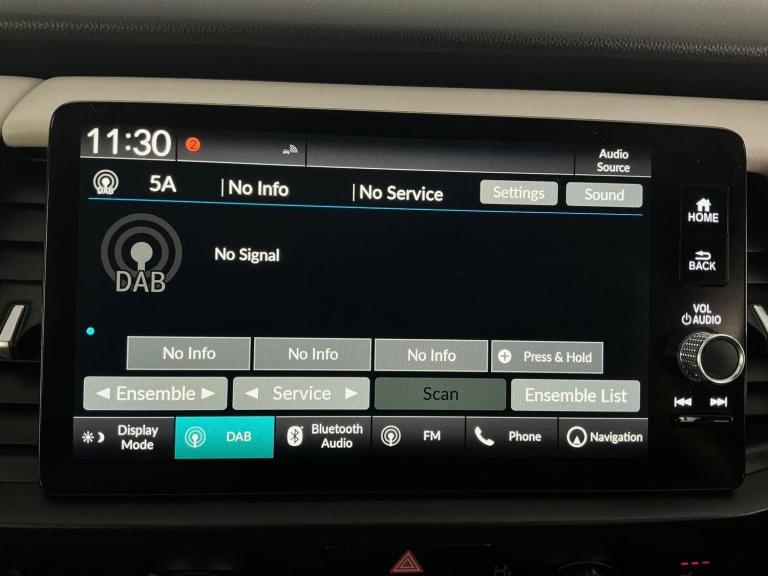 11:30 2
Audio
Source
DAB 5A |No Info |No Service Settings Sound
HOME
DAB
No Signal
BACK
VOL
AUDIO
No Info No Info No Info + Press & Hold
◄ Ensemble ► ◄ Service ► Scan Ensemble List
Display
Mode
DAB
Bluetooth
Audio
FM
Phone
Navigation